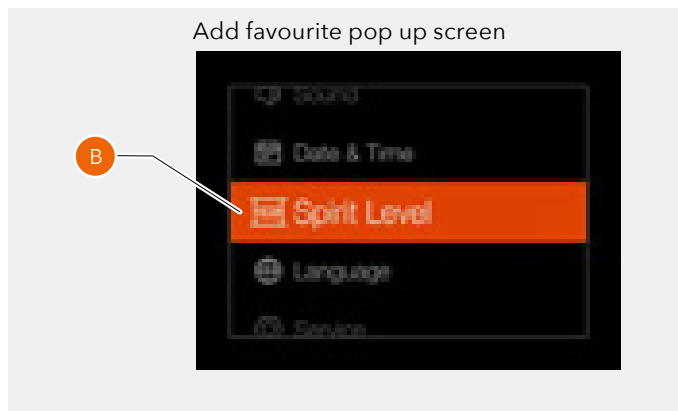 Add favourite pop up screen
Sound
Date & Time
B
Spirit Level
Language
Service